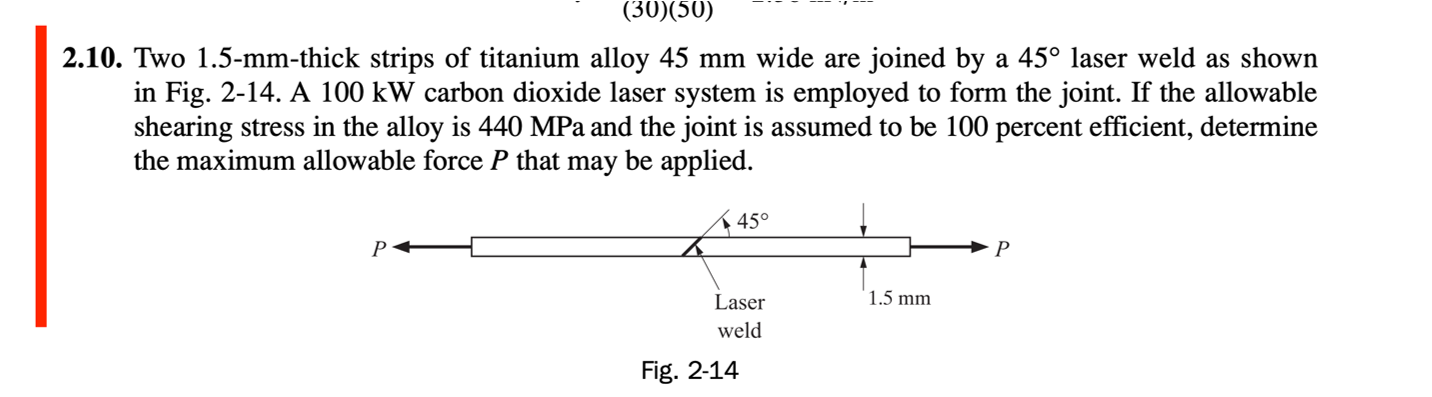 (30)(50)
2.10. Two 1.5-mm-thick strips of titanium alloy 45 mm wide are joined by a 45° laser weld as shown
in Fig. 2-14. A 100 kW carbon dioxide laser system is employed to form the joint. If the allowable
shearing stress in the alloy is 440 MPa and the joint is assumed to be 100 percent efficient, determine
the maximum allowable force P that may be applied.
45°
P
P
Laser
weld
1.5 mm
Fig. 2-14